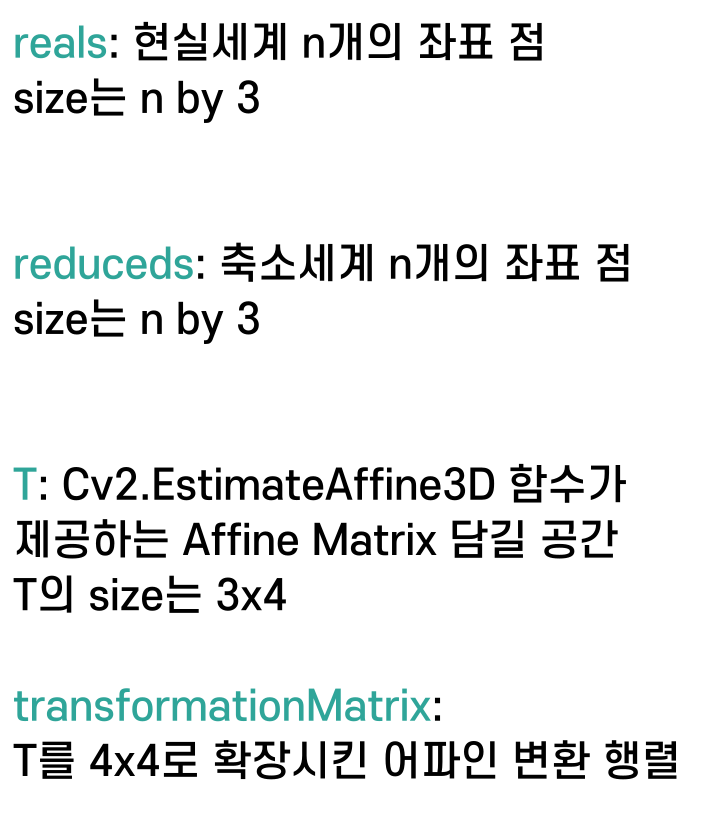 reals: 현실세계 n개의 좌표 점
size는 n by 3
reduceds: 축소세계 n개의 좌표 점
size는 n by 3
T: Cv2.EstimateAffine3D 함수가
제공하는 Affine Matrix 담길 공간
T의 size는 3x4
transformationMatrix:
T를 4x4로 확장시킨 어파인 변환 행렬